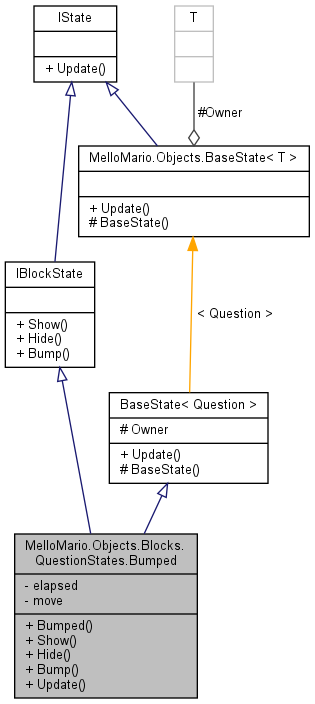 IState
+ Update()
T
#Owner
MelloMario.Objects.BaseState< T >
+ Update()
# BaseState()
IBlockState
+ Show()
+ Hide()
+ Bump()
< Question >
BaseState< Question >
# Owner
+ Update()
# BaseState()
MelloMario.Objects.Blocks.
QuestionStates.Bumped
- elapsed
- move
+ Bumped()
+ Show()
+ Hide()
+ Bump()
+ Update()